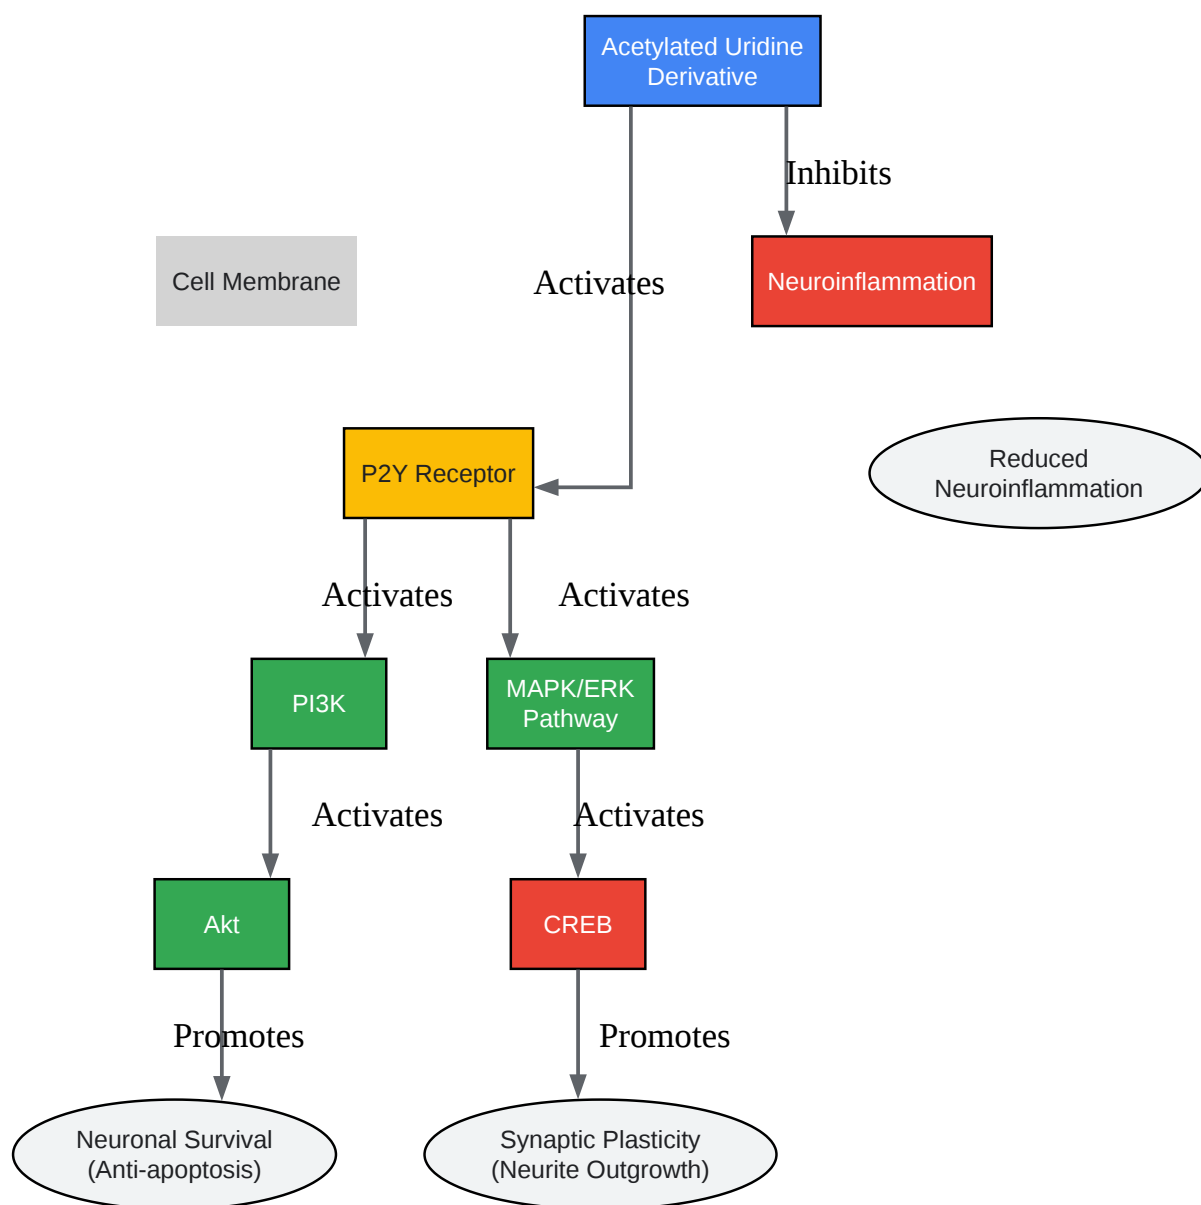 Acetylated Uridine
Derivative
Inhibits
Cell Membrane
Activates
Neuroinflammation
P2Y Receptor
Reduced
Neuroinflammation
Activates
Activates
PI3K
MAPK/ERK
Pathway
Activates
Activates
Akt
CREB
Promotes
Promotes
Neuronal Survival
(Anti-apoptosis)
Synaptic Plasticity
(Neurite Outgrowth)